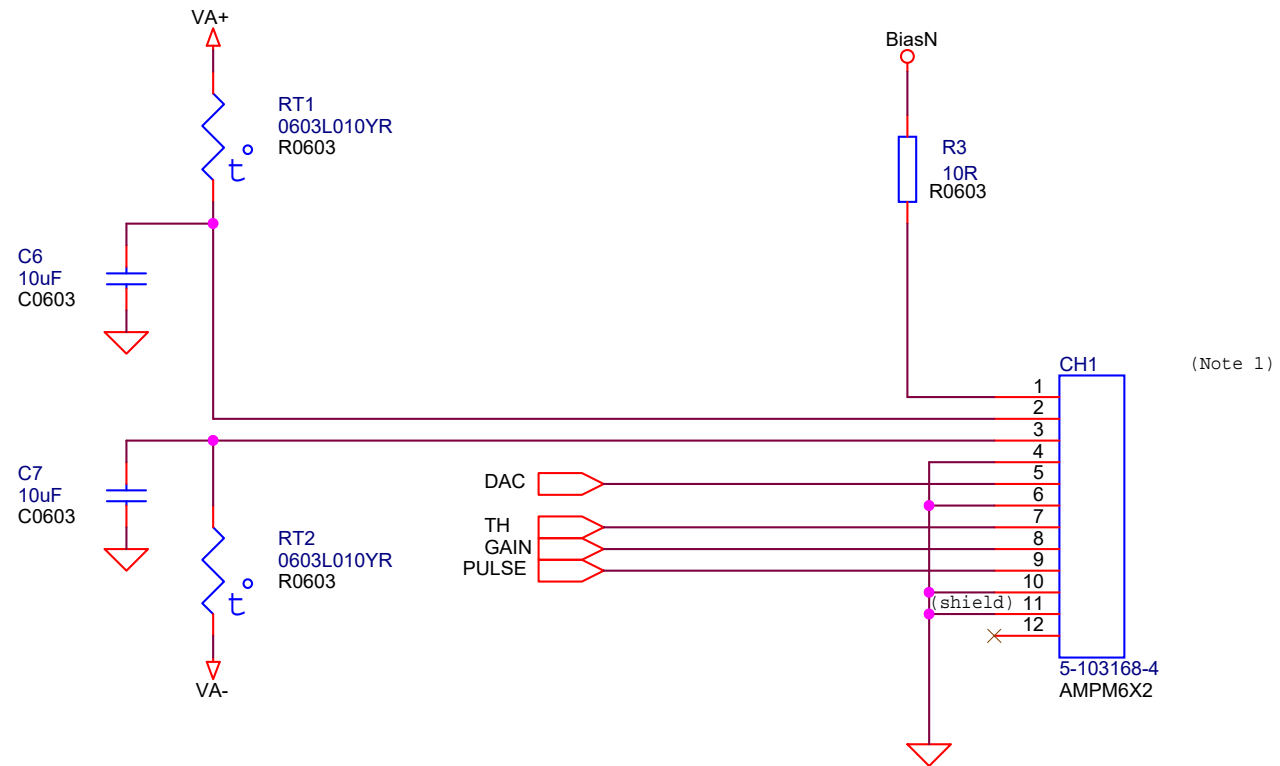 VA+
BiasN
RT1
0603L010YR
R0603
t°
R3
10R
R0603
C6
10uF
C0603
CH1
(Note 1)
1
2
3
4
5
6
7
8
9
10
11
12
C7
10uF
C0603
DAC
TH
GAIN
PULSE
RT2
0603L010YR
R0603
t°
(shield)
5-103168-4
AMPM6X2
VA-